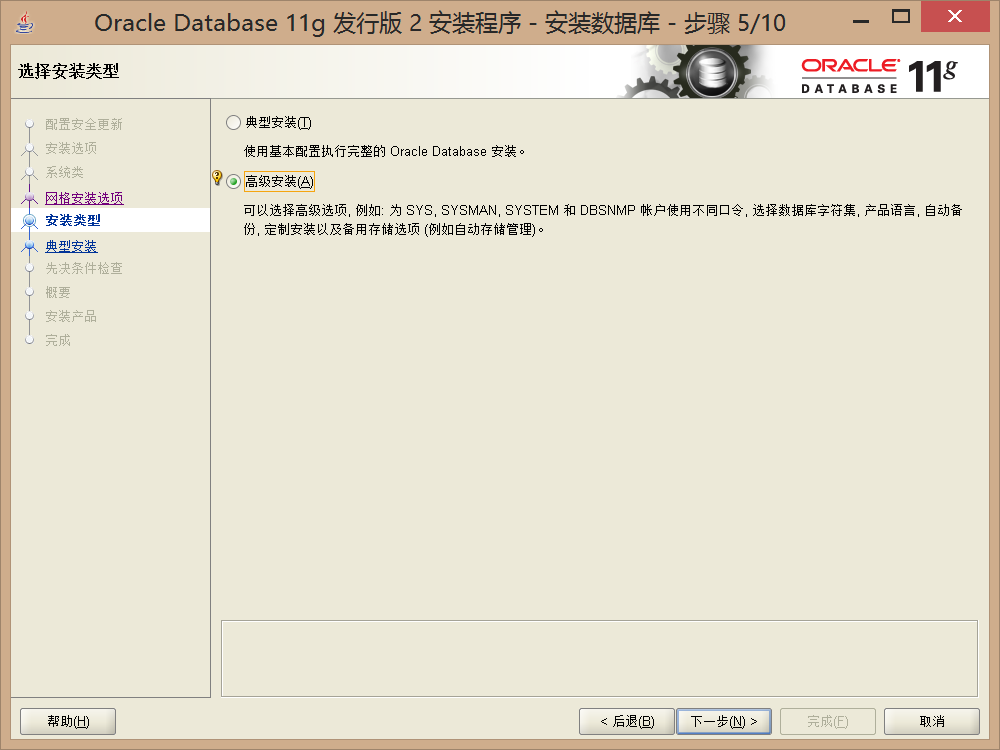 Oracle Database 11g 发行版 2 安装程序 - 安装数据库 - 步骤 5/10
选择安装类型
ORACLE
DATABASE
11g
配置安全更新
安装选项
系统类
网格安装选项
安装类型
典型安装
先决条件检查
概要
安装产品
完成
典型安装(T)
使用基本配置执行完整的 Oracle Database 安装。
高级安装(A)
可以选择高级选项, 例如: 为 SYS, SYSMAN, SYSTEM 和 DBSNMP 帐户使用不同口令, 选择数据库字符集, 产品语言, 自动备
份, 定制安装以及备用存储选项 (例如自动存储管理)。
帮助(H)
< 后退(B)
下一步(N) >
完成(F)
取消